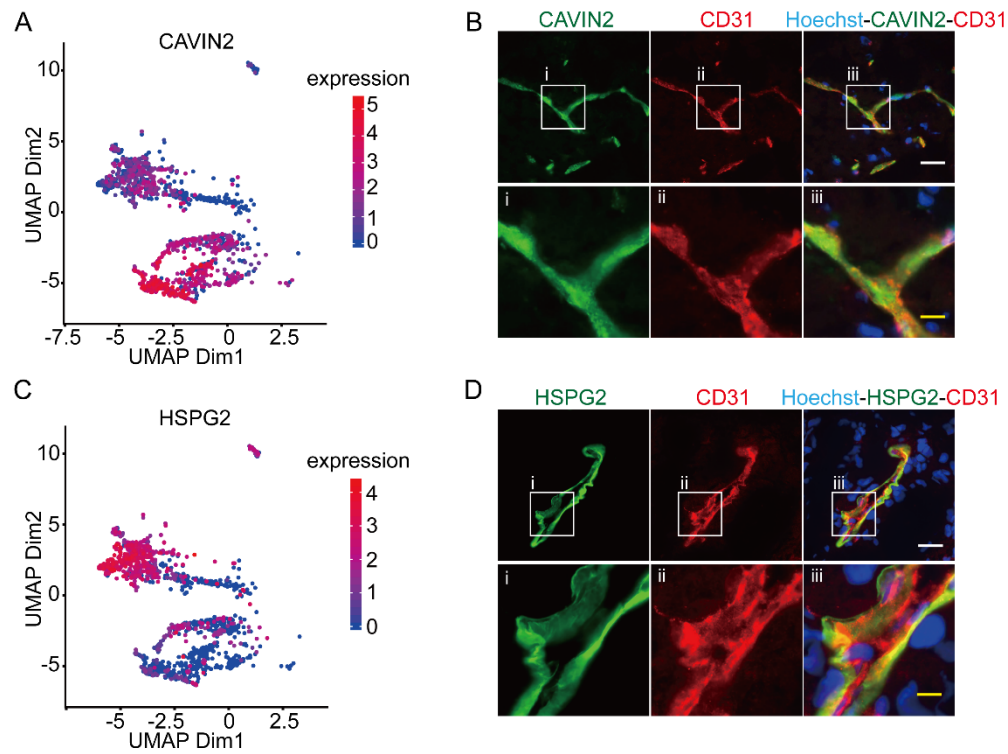 A
CAVIN2
expression
5
4
3
2
1
0
10
5
0
-5
-7.5 -5 -2.5 0 2.5
UMAP Dim1
UMAP Dim2
B
CAVIN2 CD31 Hoechst-CAVIN2-CD31
i ii iii
i ii iii
C
HSPG2
expression
4
3
2
1
0
10
5
0
-5
-5 -2.5 0 2.5
UMAP Dim1
UMAP Dim2
D
HSPG2 CD31 Hoechst-HSPG2-CD31
i ii iii
i ii iii